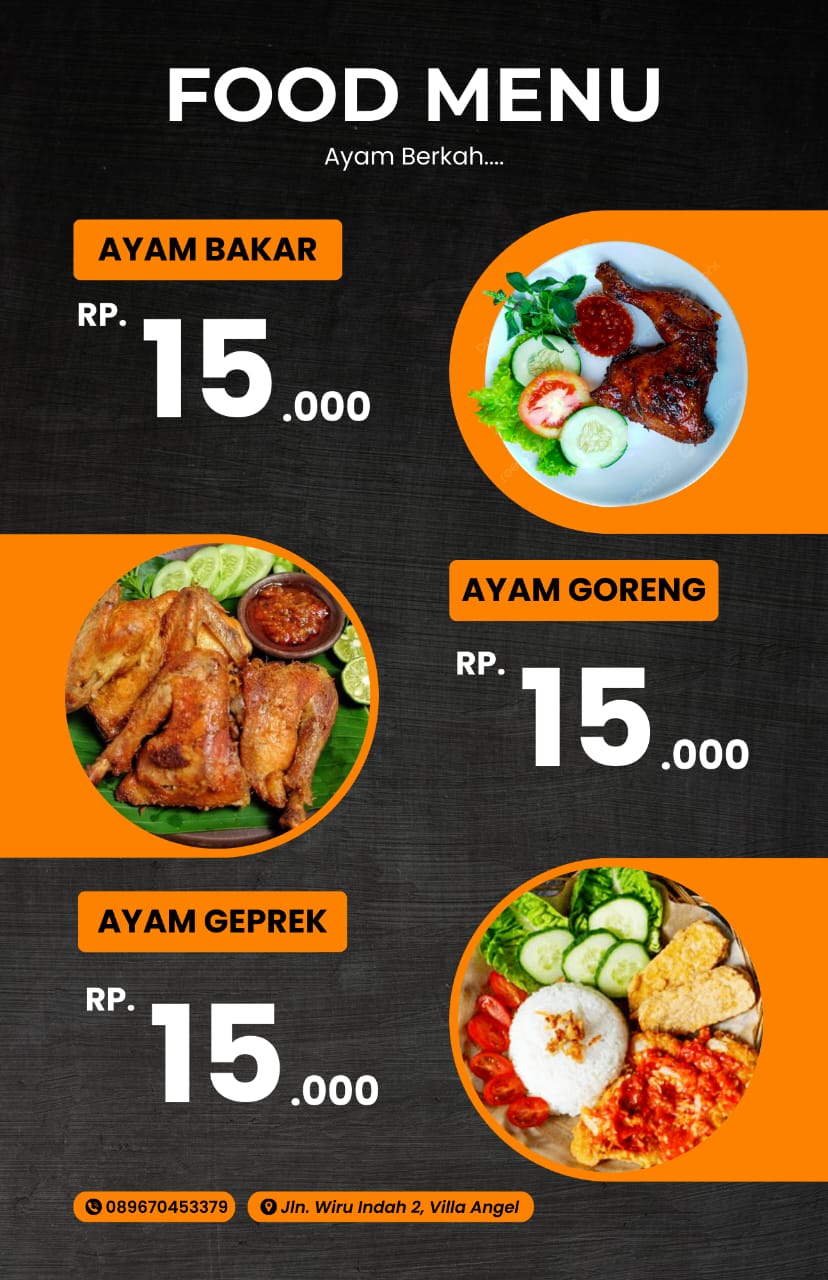 FOOD MENU
Ayam Berkah....
AYAM BAKAR
RP.
15
.000
AYAM GORENG
RP.
15
.000
AYAM GEPREK
RP.
15
.000
089670453379
Jln. Wiru Indah 2, Villa Angel